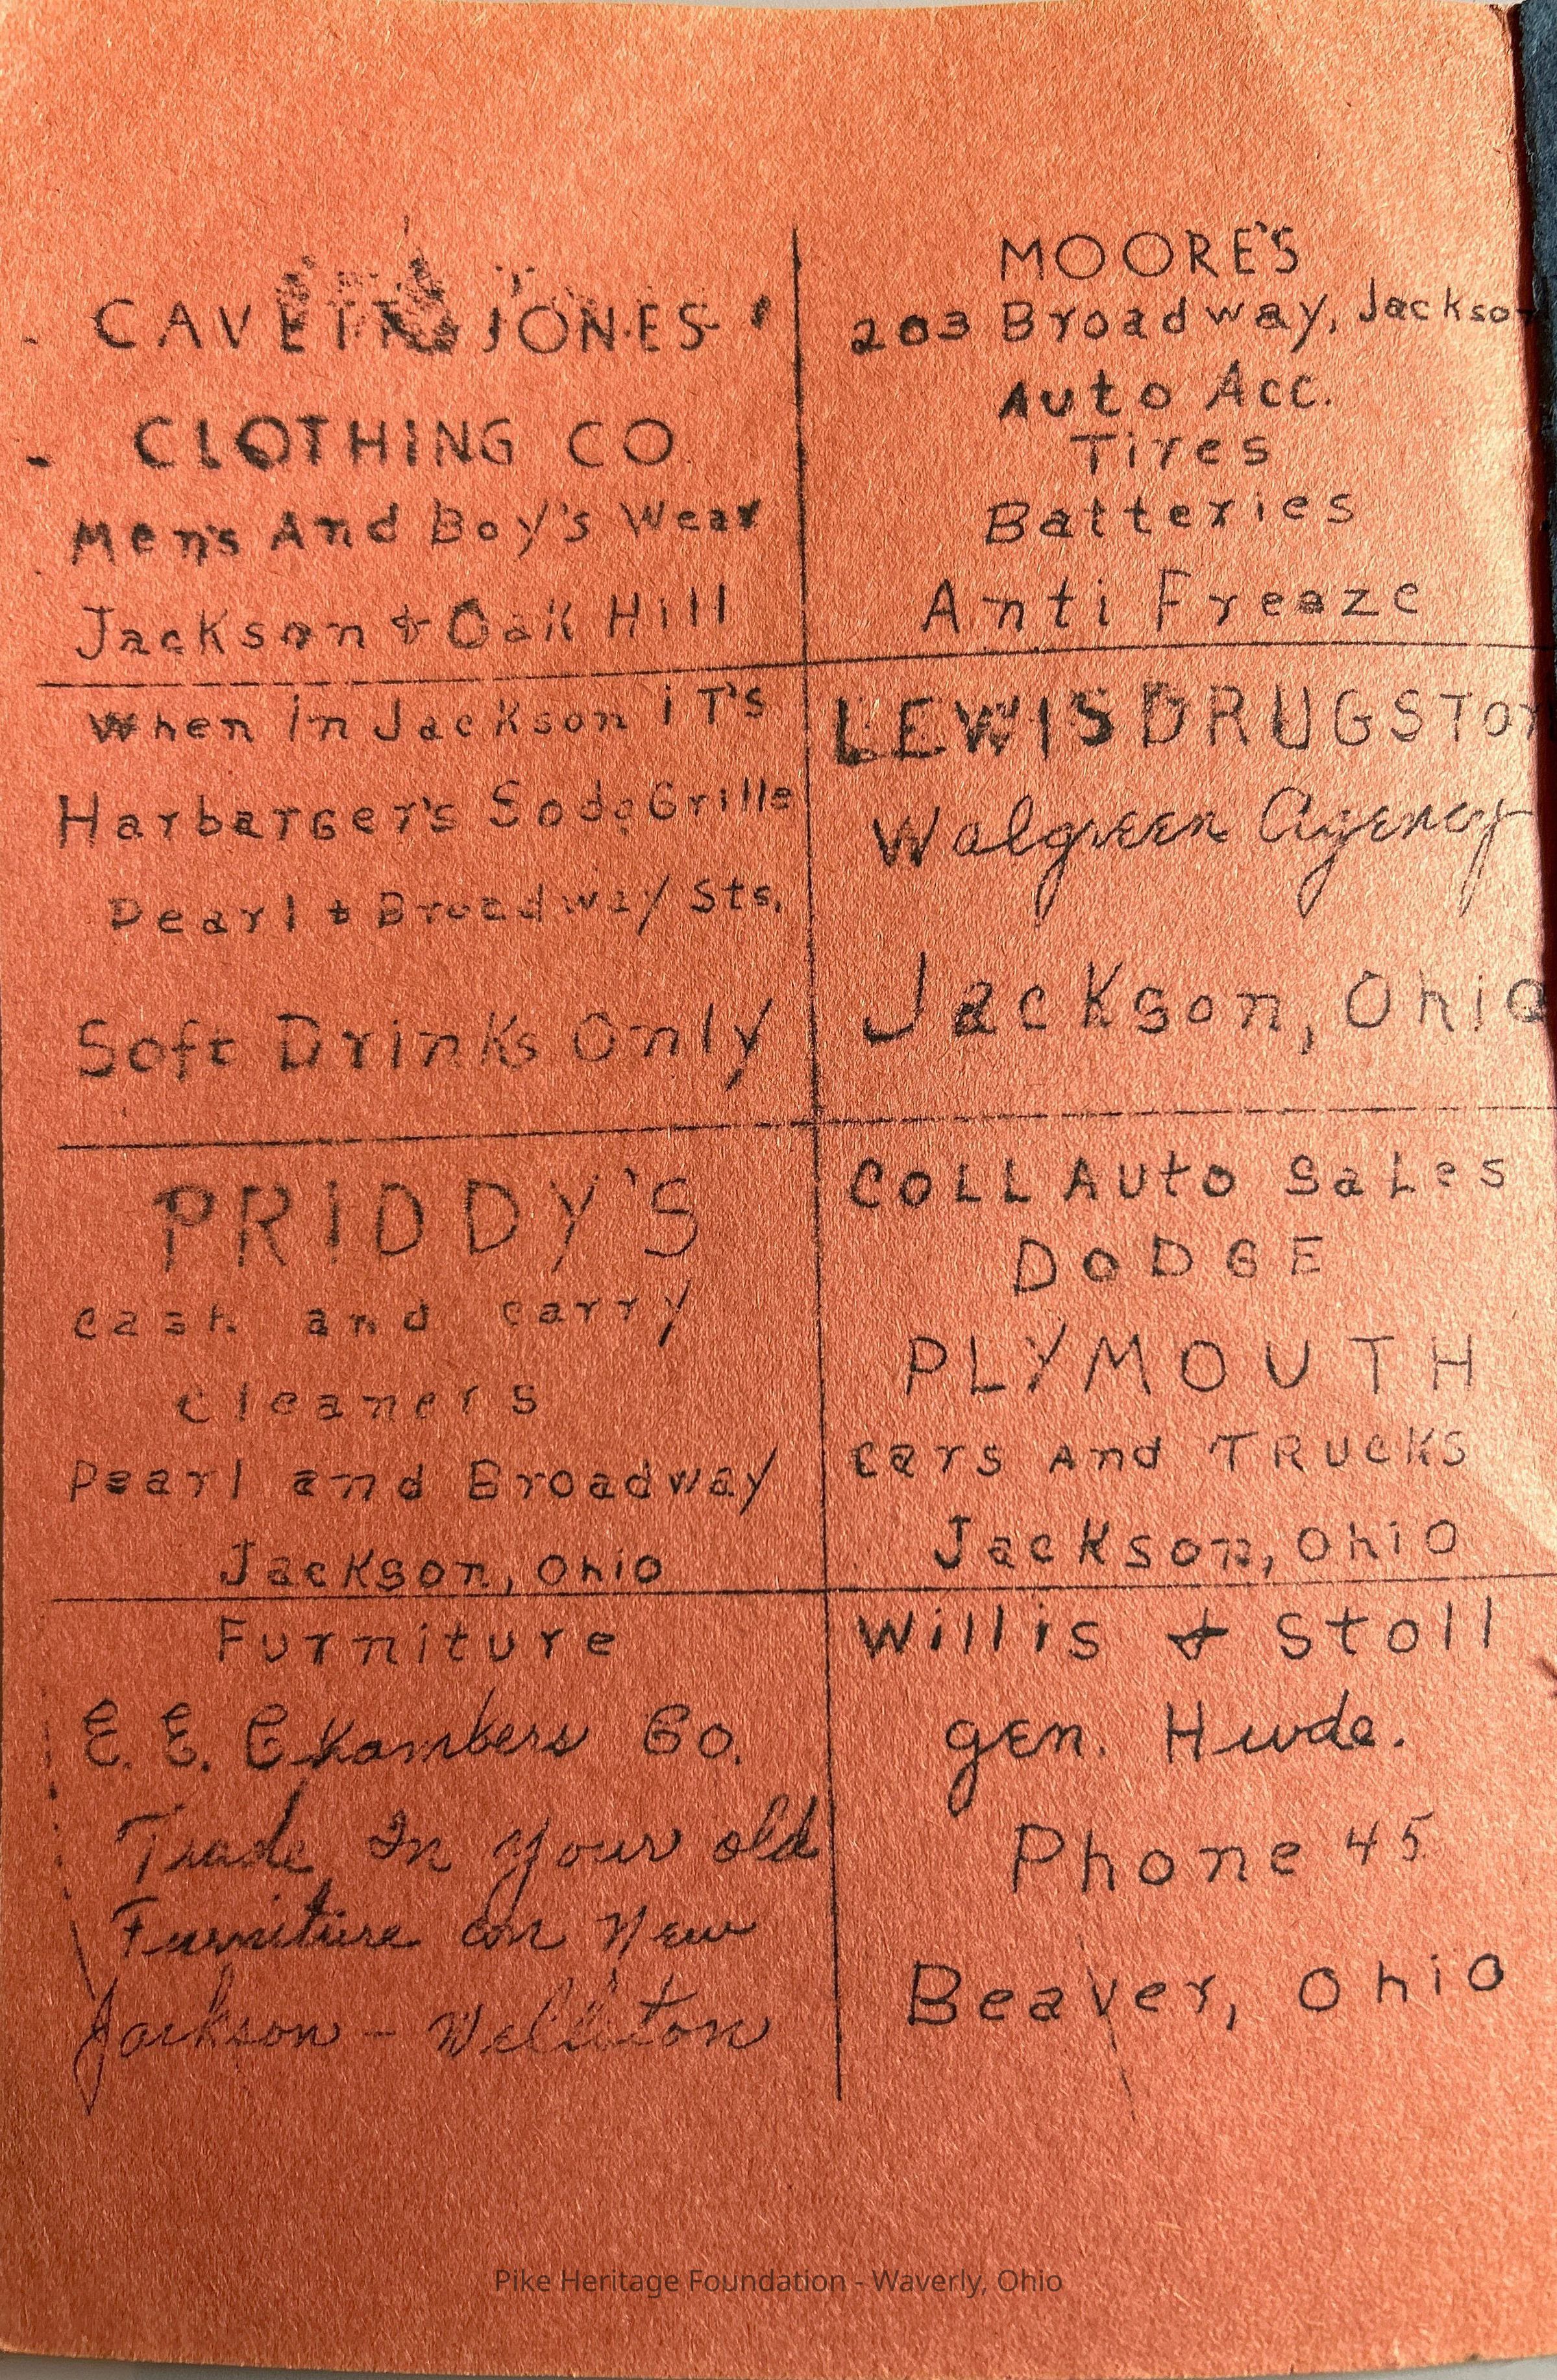 CAVETT & JONES
CLOTHING CO.
Men's And Boy's Wear
Jackson & Oak Hill
MOORE'S
203 Broadway, Jackson
Auto Acc.
Tires
Batteries
Anti Freeze
When in Jackson iT's
Harbarger's Soda Grille
Pearl & Broadway Sts.
Soft Drinks Only
LEWIS DRUGSTOR
Walgreen Agency
Jackson, Ohio
PRIDDY'S
cash and carry
cleaners
Pearl and Broadway
Jackson, Ohio
COLL AUto SaLes
DODGE
PLYMOUTH
cars And TRUCKS
Jackson, Ohio
Furniture
E. E. Chambers Co.
Trade In your old
Furniture on New
Jackson - Wellston
Willis & Stoll
gen. Hwde.
Phone 45
Beaver, Ohio
Pike Heritage Foundation - Waverly, Ohio